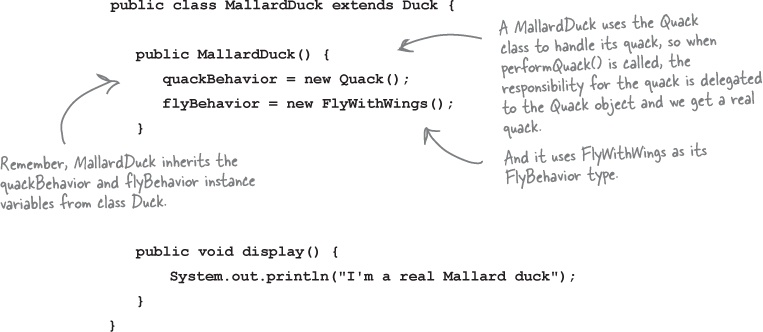 public class MallardDuck extends Duck {
public MallardDuck() {
quackBehavior = new Quack();
flyBehavior = new FlyWithWings();
}
A MallardDuck uses the Quack
class to handle its quack, so when
performQuack() is called, the
responsibility for the quack is delegated
to the Quack object and we get a real
quack.
And it uses FlyWithWings as its
FlyBehavior type.
Remember, MallardDuck inherits the
quackBehavior and flyBehavior instance
variables from class Duck.
public void display() {
System.out.println("I'm a real Mallard duck");
}
}